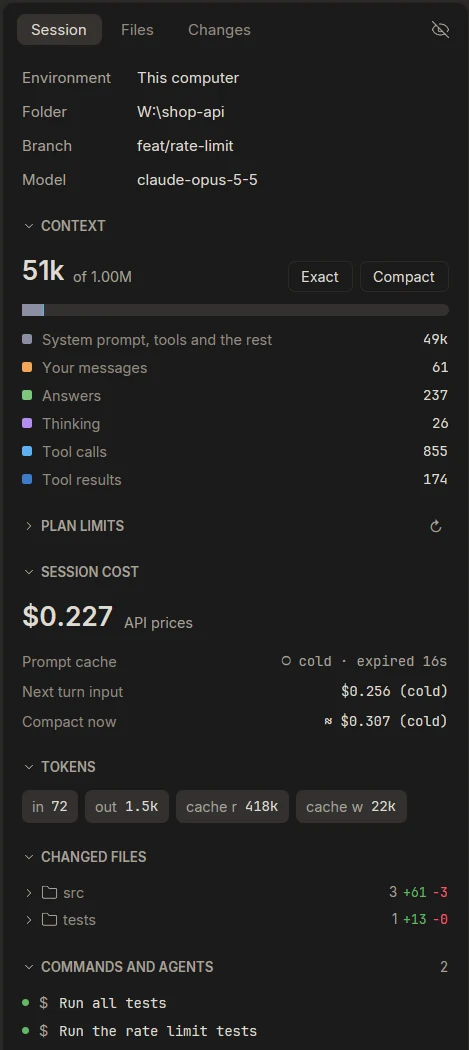 Session Files Changes
Environment This computer
Folder W:\shop-api
Branch feat/rate-limit
Model claude-opus-5-5
CONTEXT
51k of 1.00M Exact Compact
System prompt, tools and the rest 49k
Your messages 61
Answers 237
Thinking 26
Tool calls 855
Tool results 174
PLAN LIMITS
SESSION COST
$0.227 API prices
Prompt cache cold · expired 16s
Next turn input $0.256 (cold)
Compact now ≈ $0.307 (cold)
TOKENS
in 72 out 1.5k cache r 418k cache w 22k
CHANGED FILES
src 3 +61 -3
tests 1 +13 -0
COMMANDS AND AGENTS 2
$ Run all tests
$ Run the rate limit tests